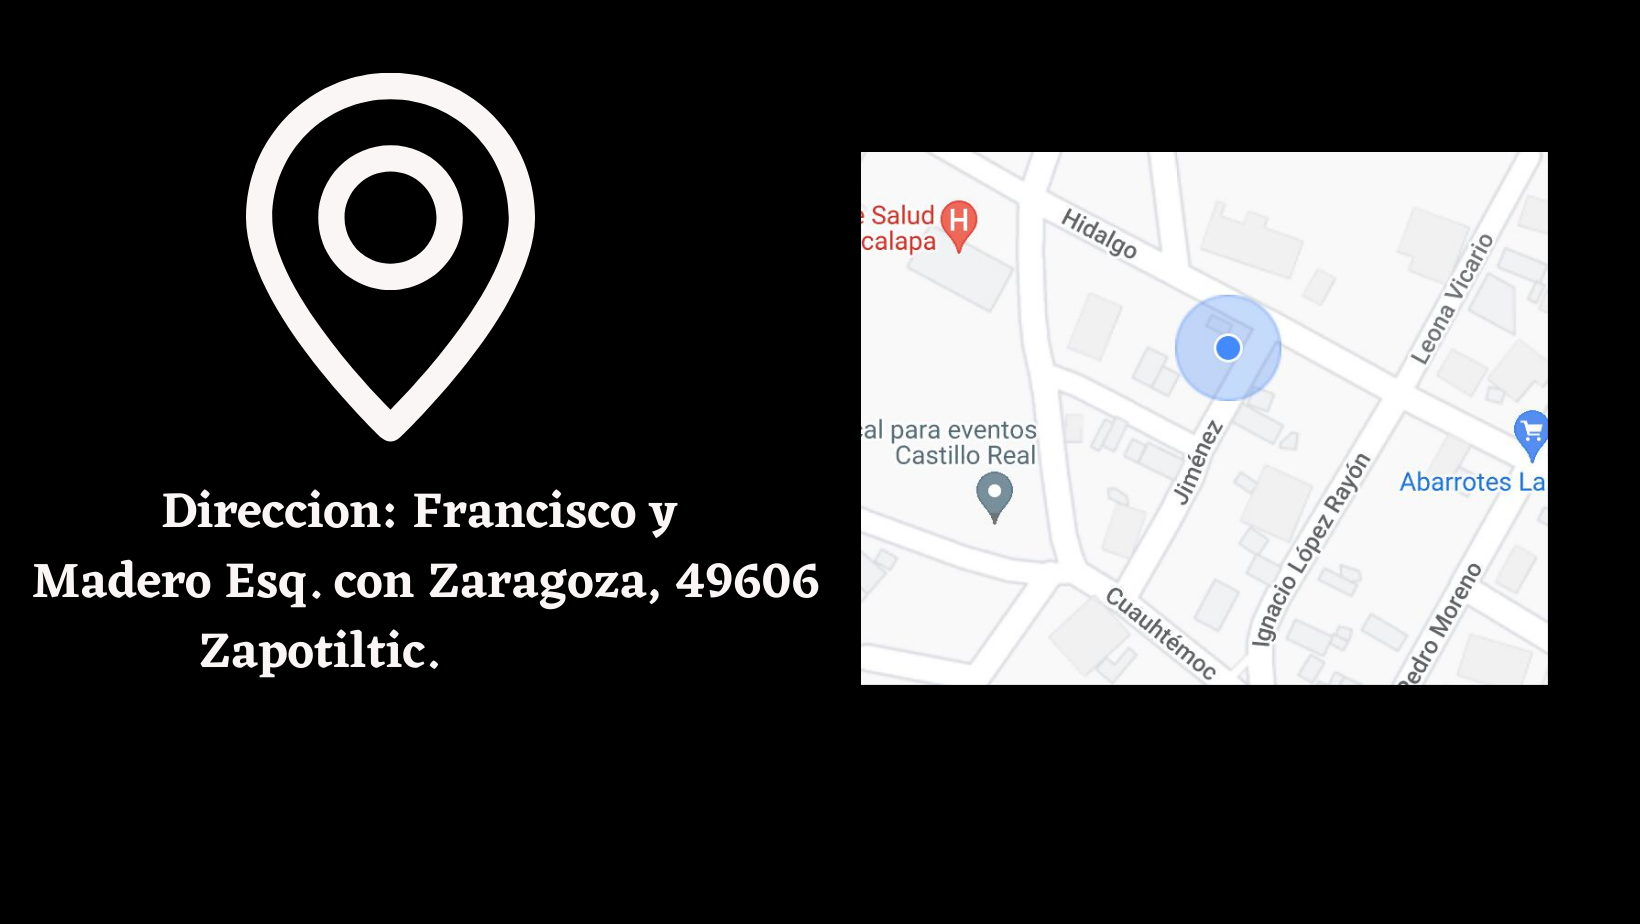 Direccion: Francisco y
Madero Esq. con Zaragoza, 49606
Zapotiltic.
Salud
calapa
H
Hidalgo
Leona Vicario
al para eventos
Castillo Real
Jiménez
Abarrotes La
Ignacio López Rayón
Cuauhtémoc
Pedro Moreno